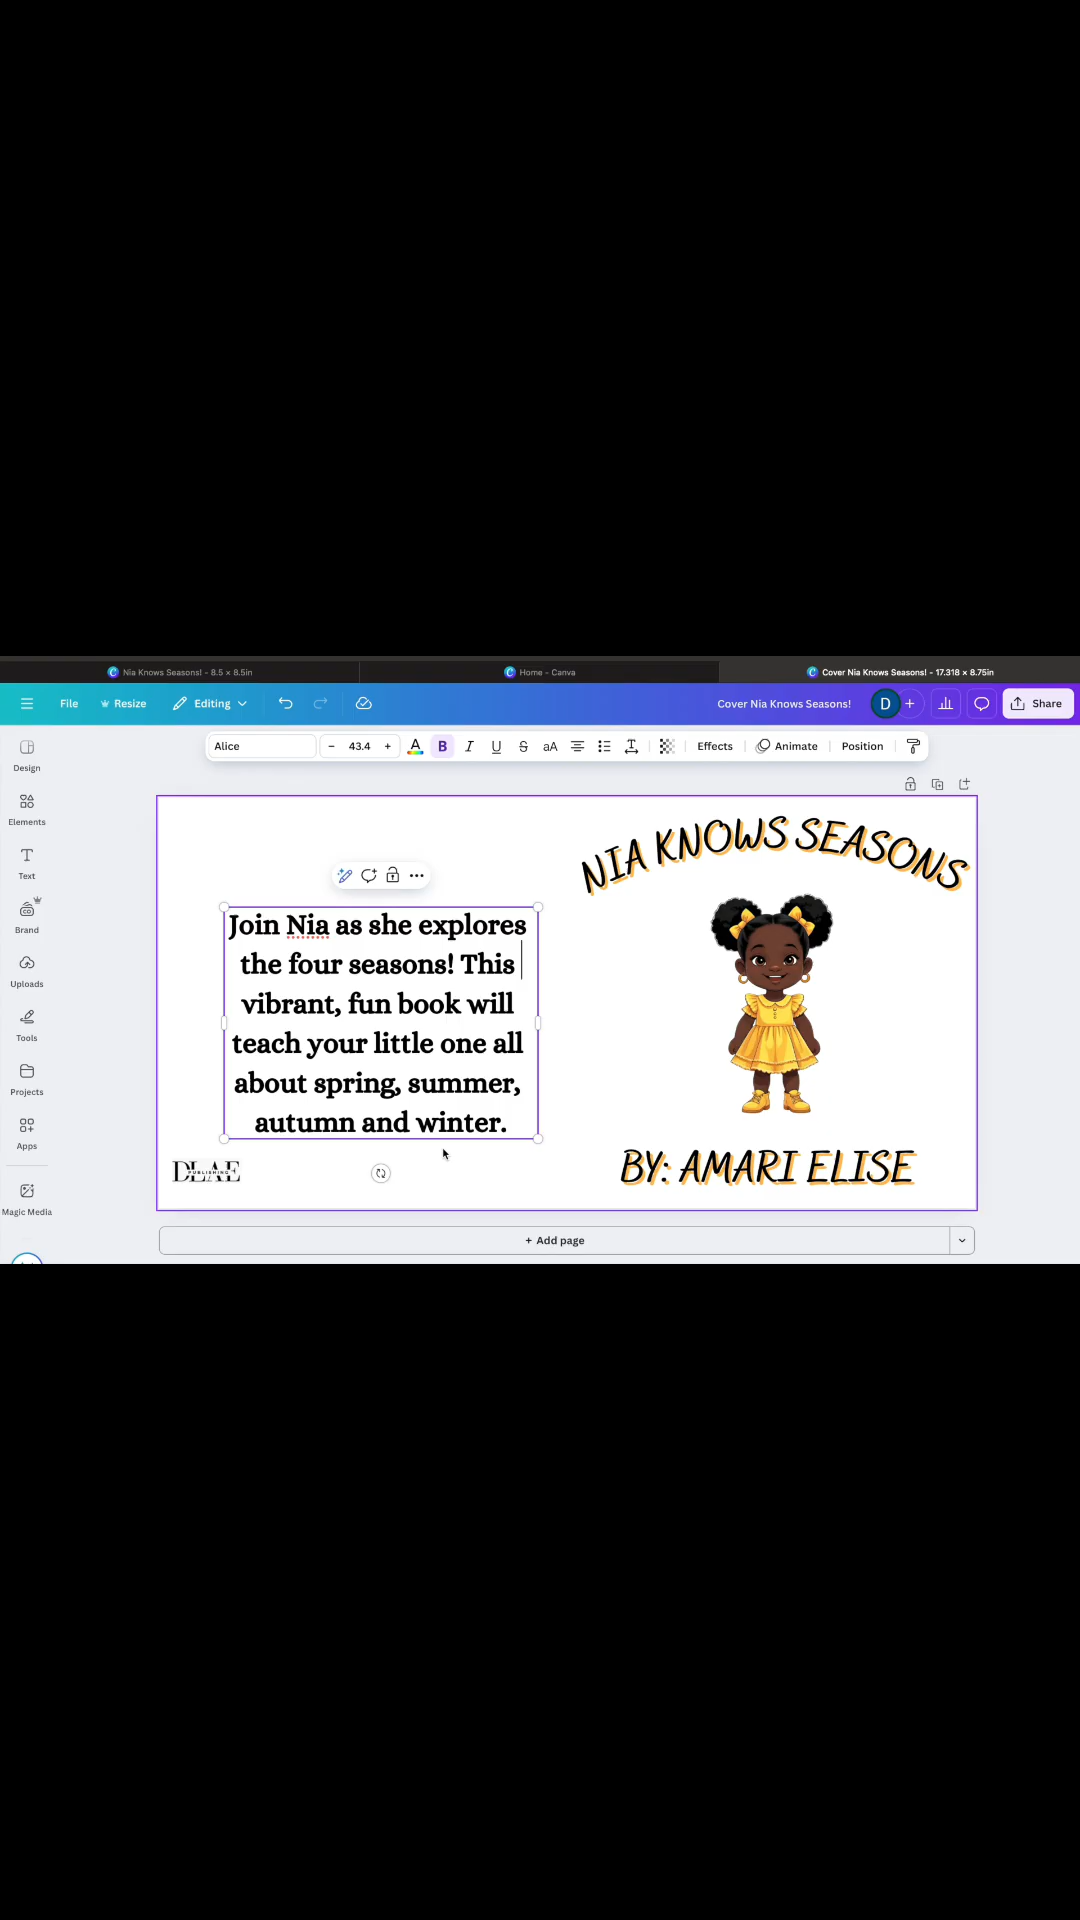 Nia Knows Seasons! - 8.5 × 8.5in
Home - Canva
Cover Nia Knows Seasons! - 17.318 × 8.75in
File
Resize
Editing
Cover Nia Knows Seasons!
D
+
Share
Alice
− 43.4 +
A
B
I
U
S
aA
T
Effects
Animate
Position
Design
Elements
Text
Brand
Uploads
Tools
Projects
Apps
Magic Media
Join Nia as she explores
the four seasons! This
vibrant, fun book will
teach your little one all
about spring, summer,
autumn and winter.
DLAE
PUBLISHING
NIA KNOWS SEASONS
BY: AMARI ELISE
+ Add page